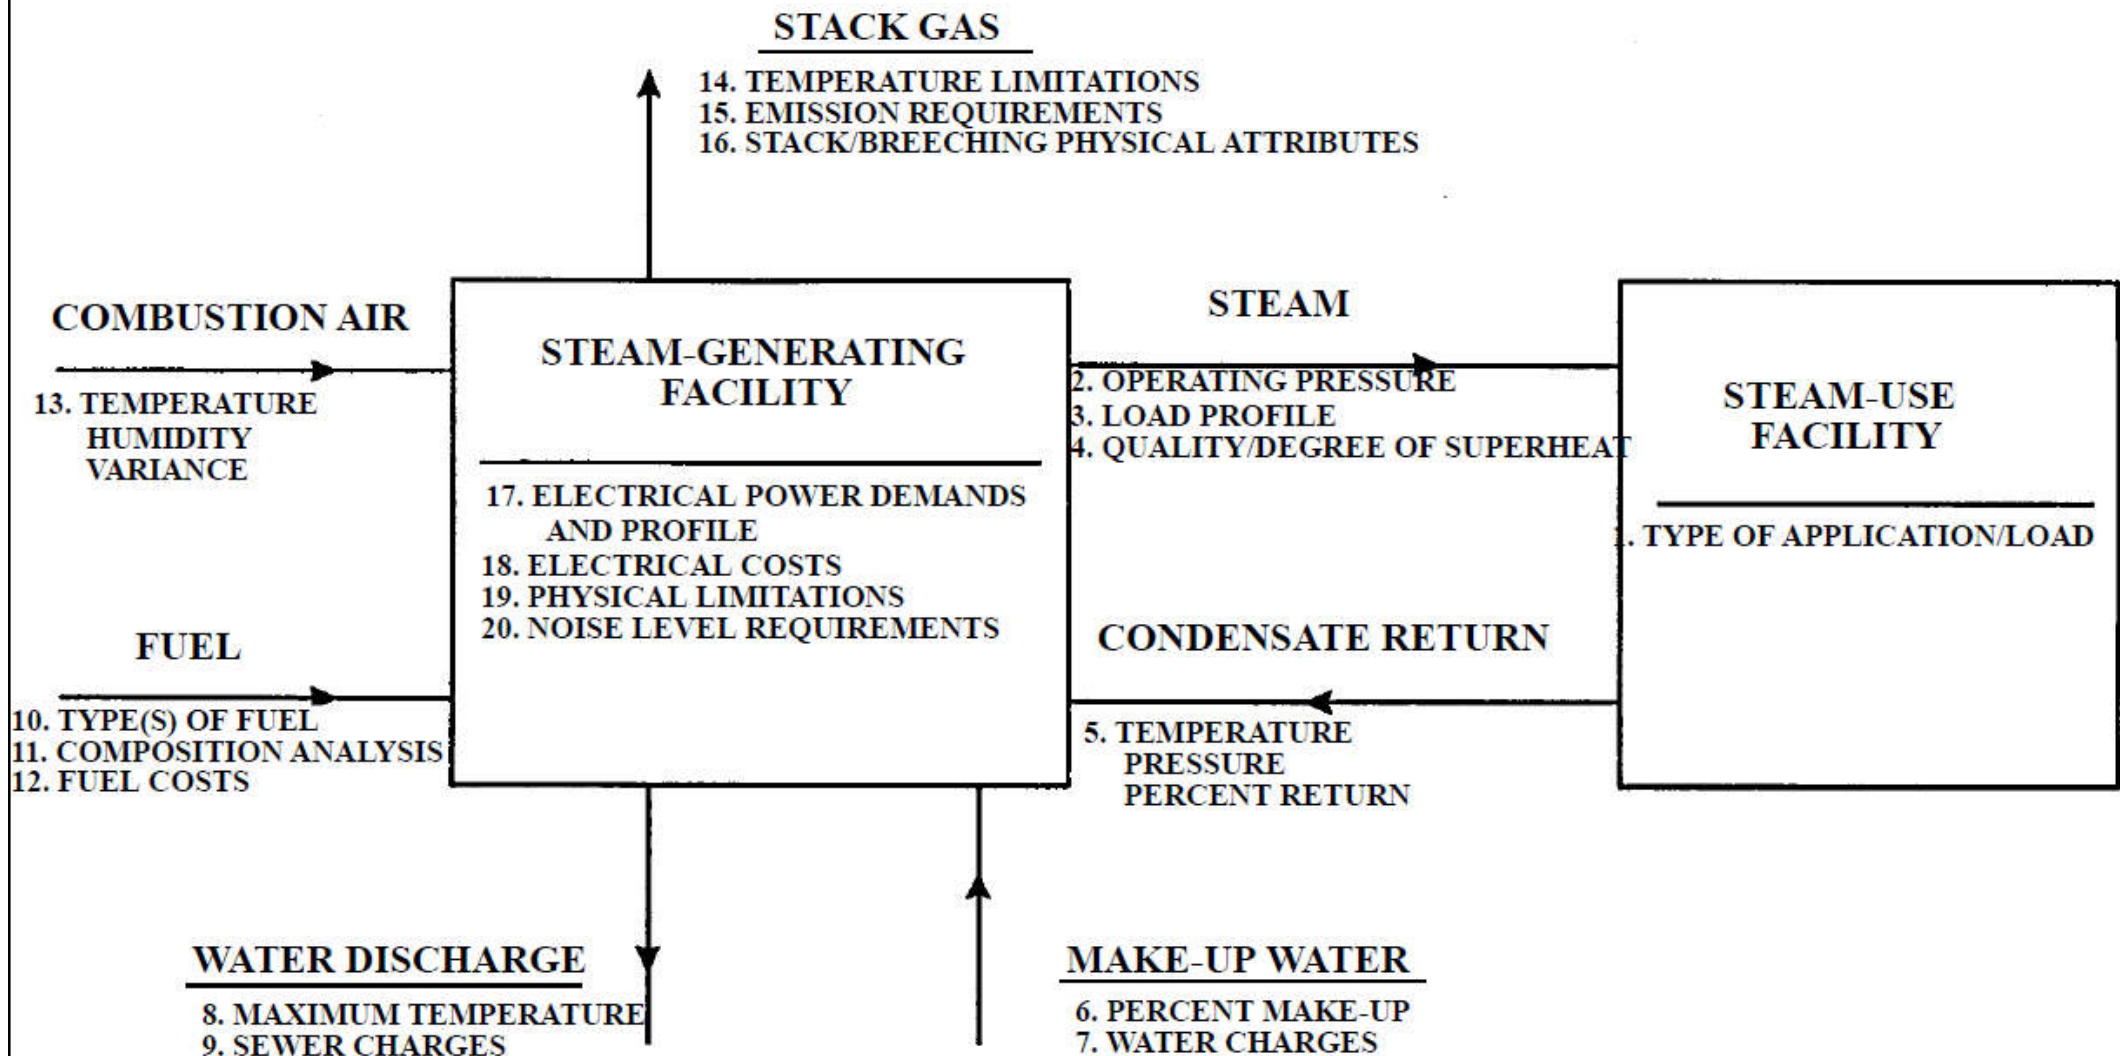 STACK GAS
14. TEMPERATURE LIMITATIONS
15. EMISSION REQUIREMENTS
16. STACK/BREECHING PHYSICAL ATTRIBUTES
COMBUSTION AIR
13. TEMPERATURE
HUMIDITY
VARIANCE
STEAM-GENERATING
FACILITY
17. ELECTRICAL POWER DEMANDS
AND PROFILE
18. ELECTRICAL COSTS
19. PHYSICAL LIMITATIONS
20. NOISE LEVEL REQUIREMENTS
STEAM
2. OPERATING PRESSURE
3. LOAD PROFILE
4. QUALITY/DEGREE OF SUPERHEAT
STEAM-USE
FACILITY
1. TYPE OF APPLICATION/LOAD
FUEL
10. TYPE(S) OF FUEL
11. COMPOSITION ANALYSIS
12. FUEL COSTS
CONDENSATE RETURN
5. TEMPERATURE
PRESSURE
PERCENT RETURN
WATER DISCHARGE
8. MAXIMUM TEMPERATURE
9. SEWER CHARGES
MAKE-UP WATER
6. PERCENT MAKE-UP
7. WATER CHARGES